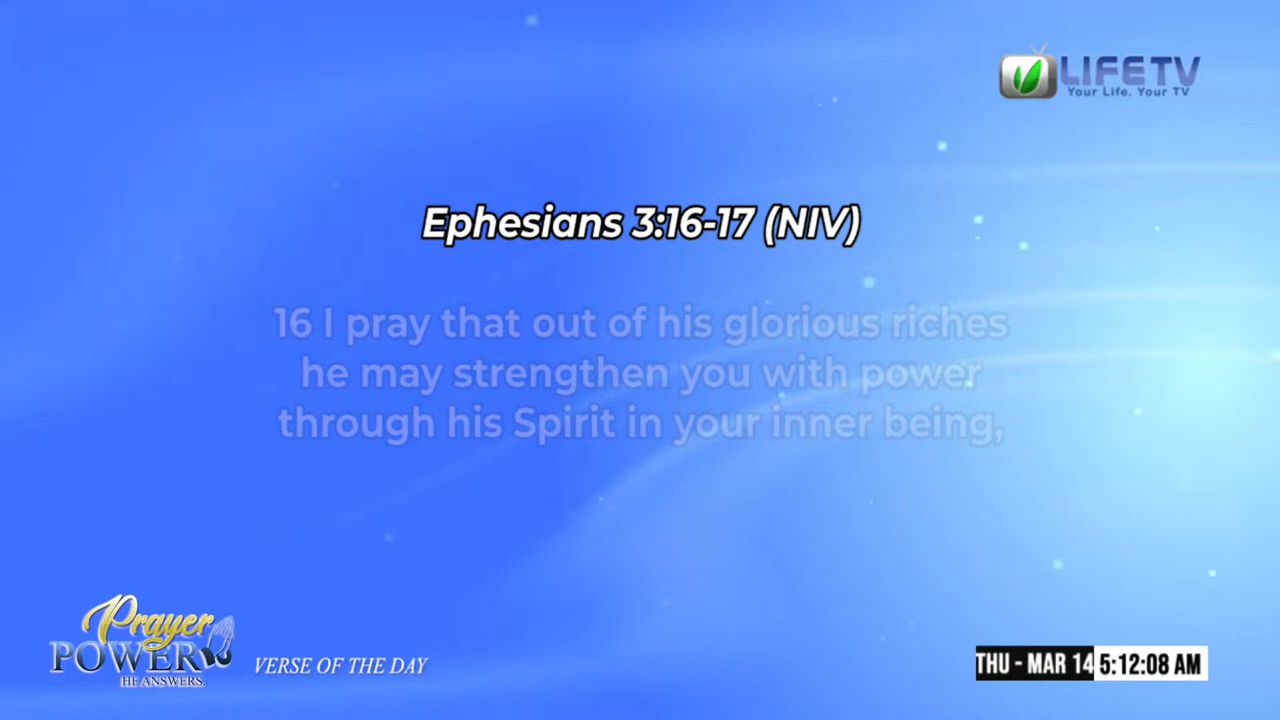 LIFETV
Your Life. Your TV
Ephesians 3:16-17 (NIV)
16 I pray that out of his glorious riches
he may strengthen you with power
through his Spirit in your inner being,
Prayer
POWER
HE ANSWERS.
VERSE OF THE DAY
THU - MAR 14 5:12:08 AM